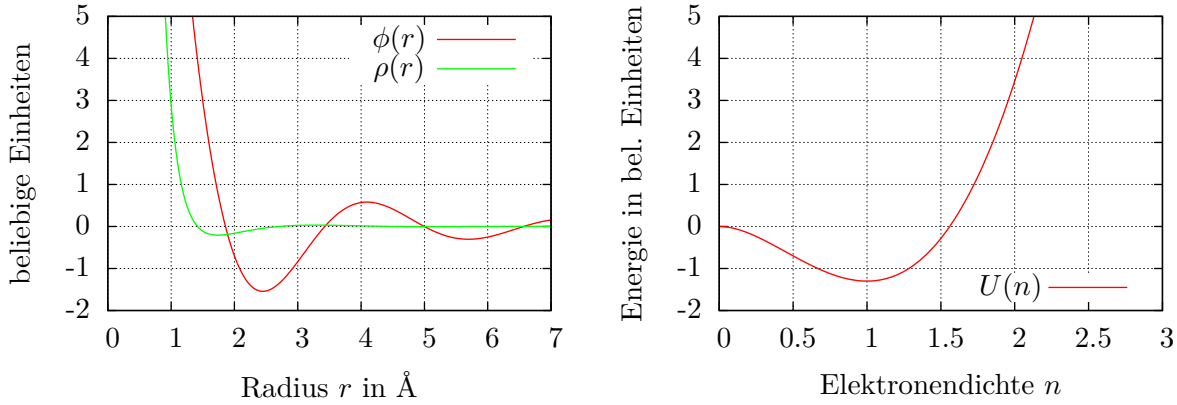 beliebige Einheiten
5
4
3
2
1
0
-1
-2
ϕ(r)
ρ(r)
0 1 2 3 4 5 6 7
Radius r in Å
Energie in bel. Einheiten
5
4
3
2
1
0
-1
-2
U(n)
0 0.5 1 1.5 2 2.5 3
Elektronendichte n